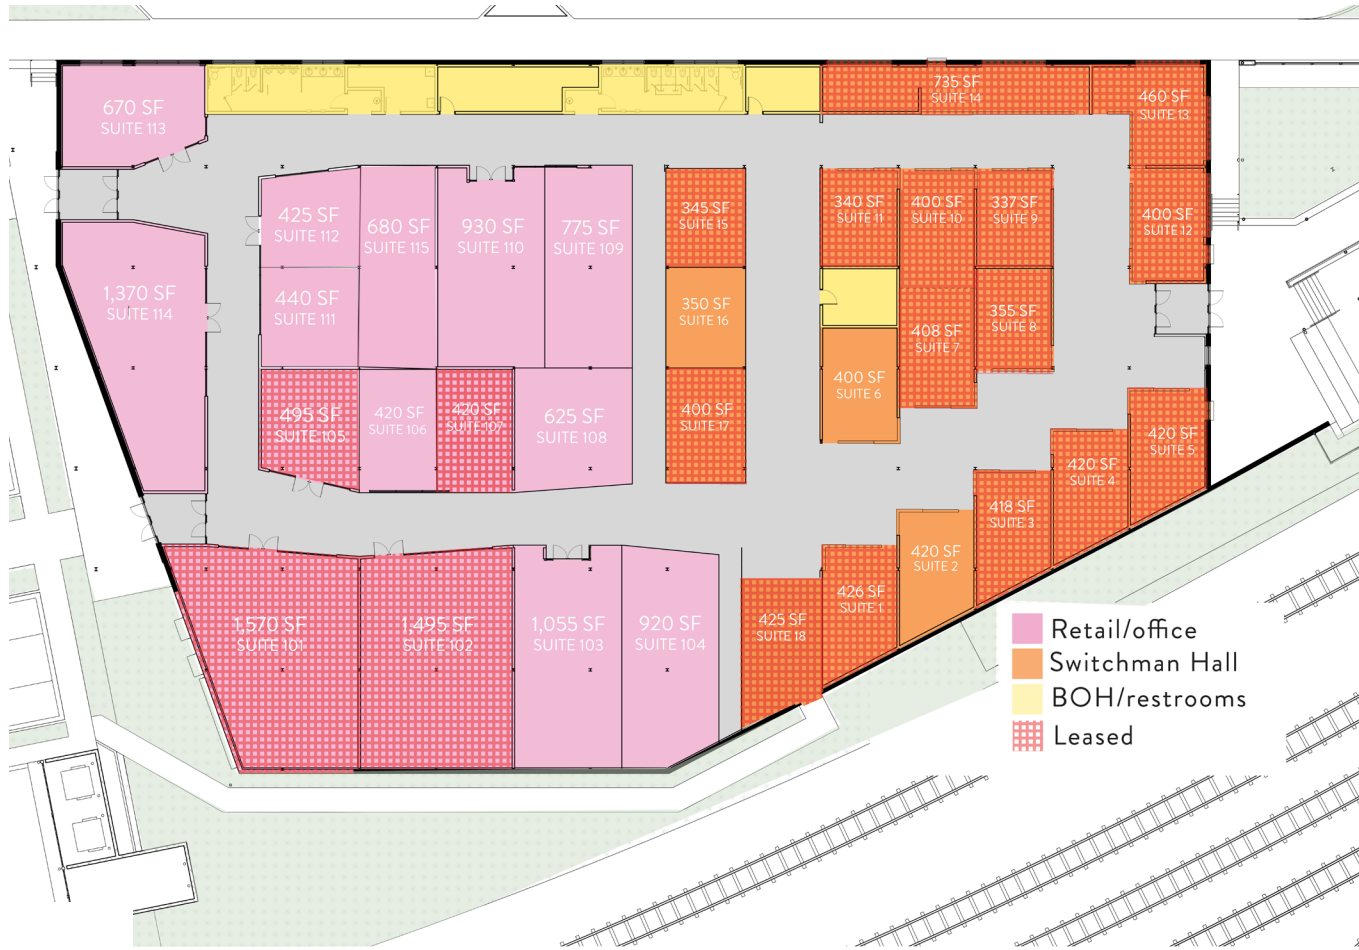 670 SF
SUITE 113
735 SF
SUITE 14
460 SF
SUITE 13
425 SF
SUITE 112
680 SF
SUITE 115
930 SF
SUITE 110
775 SF
SUITE 109
345 SF
SUITE 15
340 SF
SUITE 11
400 SF
SUITE 10
337 SF
SUITE 9
400 SF
SUITE 12
1,370 SF
SUITE 114
440 SF
SUITE 111
350 SF
SUITE 16
408 SF
SUITE 7
355 SF
SUITE 8
495 SF
SUITE 105
420 SF
SUITE 106
420 SF
SUITE 107
625 SF
SUITE 108
400 SF
SUITE 17
400 SF
SUITE 6
420 SF
SUITE 5
420 SF
SUITE 4
418 SF
SUITE 3
420 SF
SUITE 2
426 SF
SUITE 1
425 SF
SUITE 18
1,570 SF
SUITE 101
1,495 SF
SUITE 102
1,055 SF
SUITE 103
920 SF
SUITE 104
Retail/office
Switchman Hall
BOH/restrooms
Leased